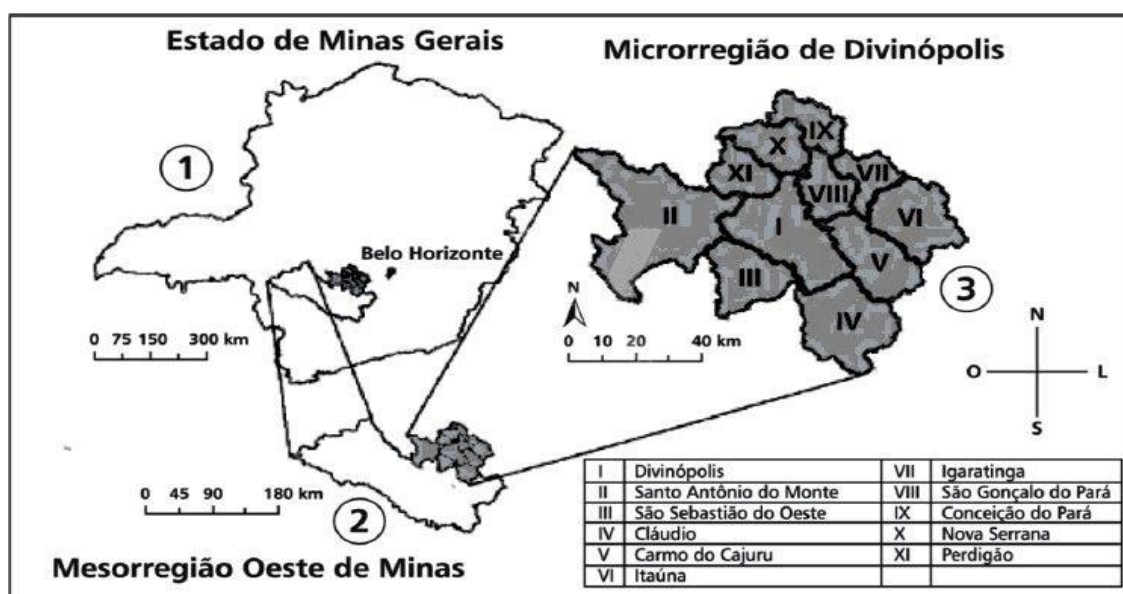 Estado de Minas Gerais
1
Belo Horizonte
0 75 150 300 km
Microrregião de Divinópolis
IX
X
XI
VIII
VII
II
I
VI
V
III
IV
3
N
0 10 20 40 km
N
O L
S
0 45 90 180 km
2
Mesorregião Oeste de Minas
I Divinópolis VII Igaratinga
II Santo Antônio do Monte VIII São Gonçalo do Pará
III São Sebastião do Oeste IX Conceição do Pará
IV Cláudio X Nova Serrana
V Carmo do Cajuru XI Perdigão
VI Itaúna